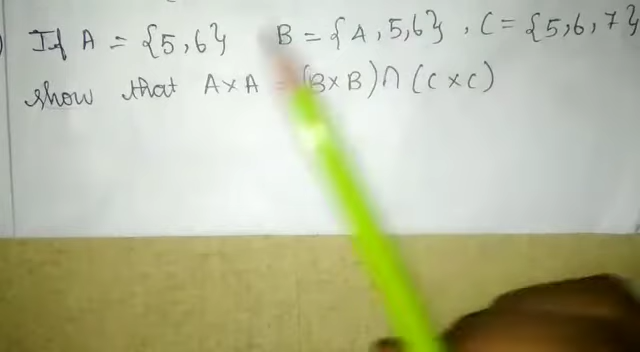 If A = {5,6} B = {4,5,6}, C = {5,6,7}
show that A×A = (B×B)∩(C×C)